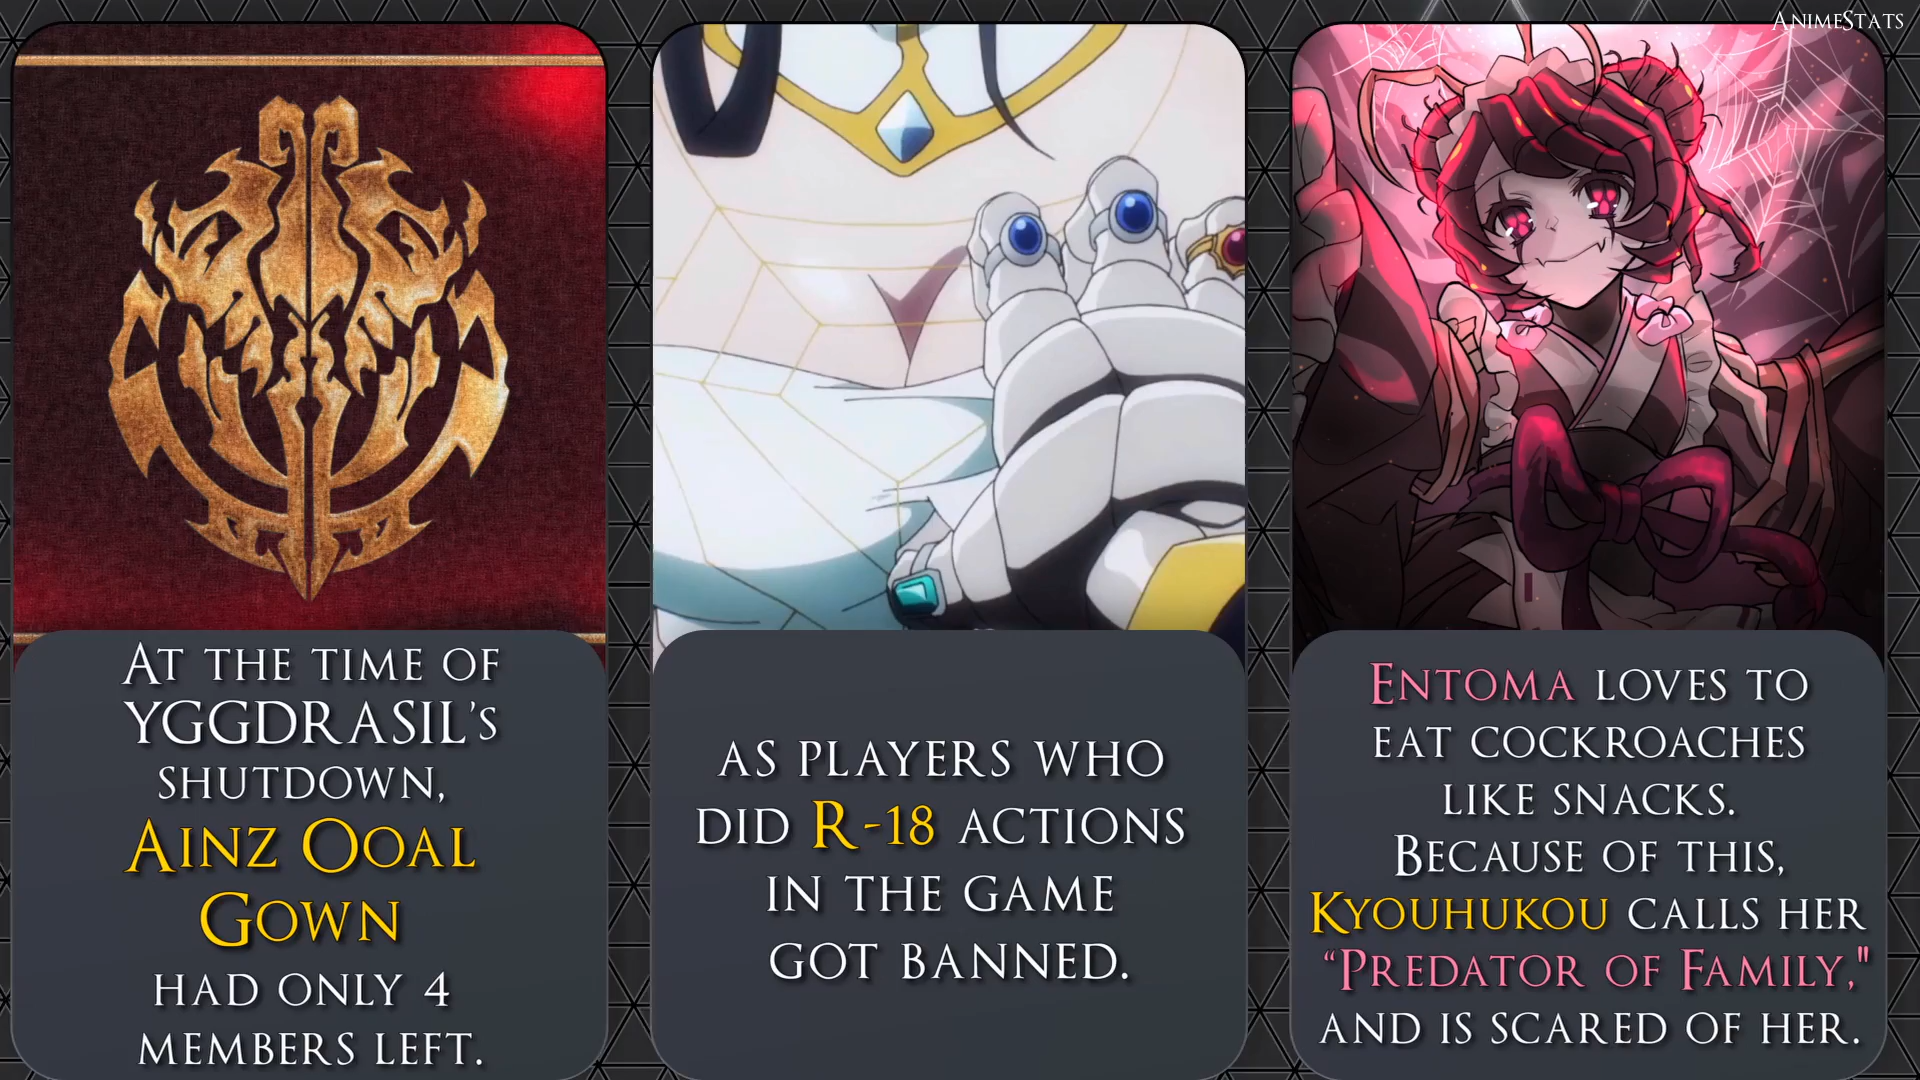 AnimeStats
At the time of
YGGDRASIL's
shutdown,
Ainz Ooal
Gown
had only 4
members left.
as players who
did R-18 actions
in the game
got banned.
Entoma loves to
eat cockroaches
like snacks.
Because of this,
Kyouhukou calls her
“Predator of Family,"
and is scared of her.